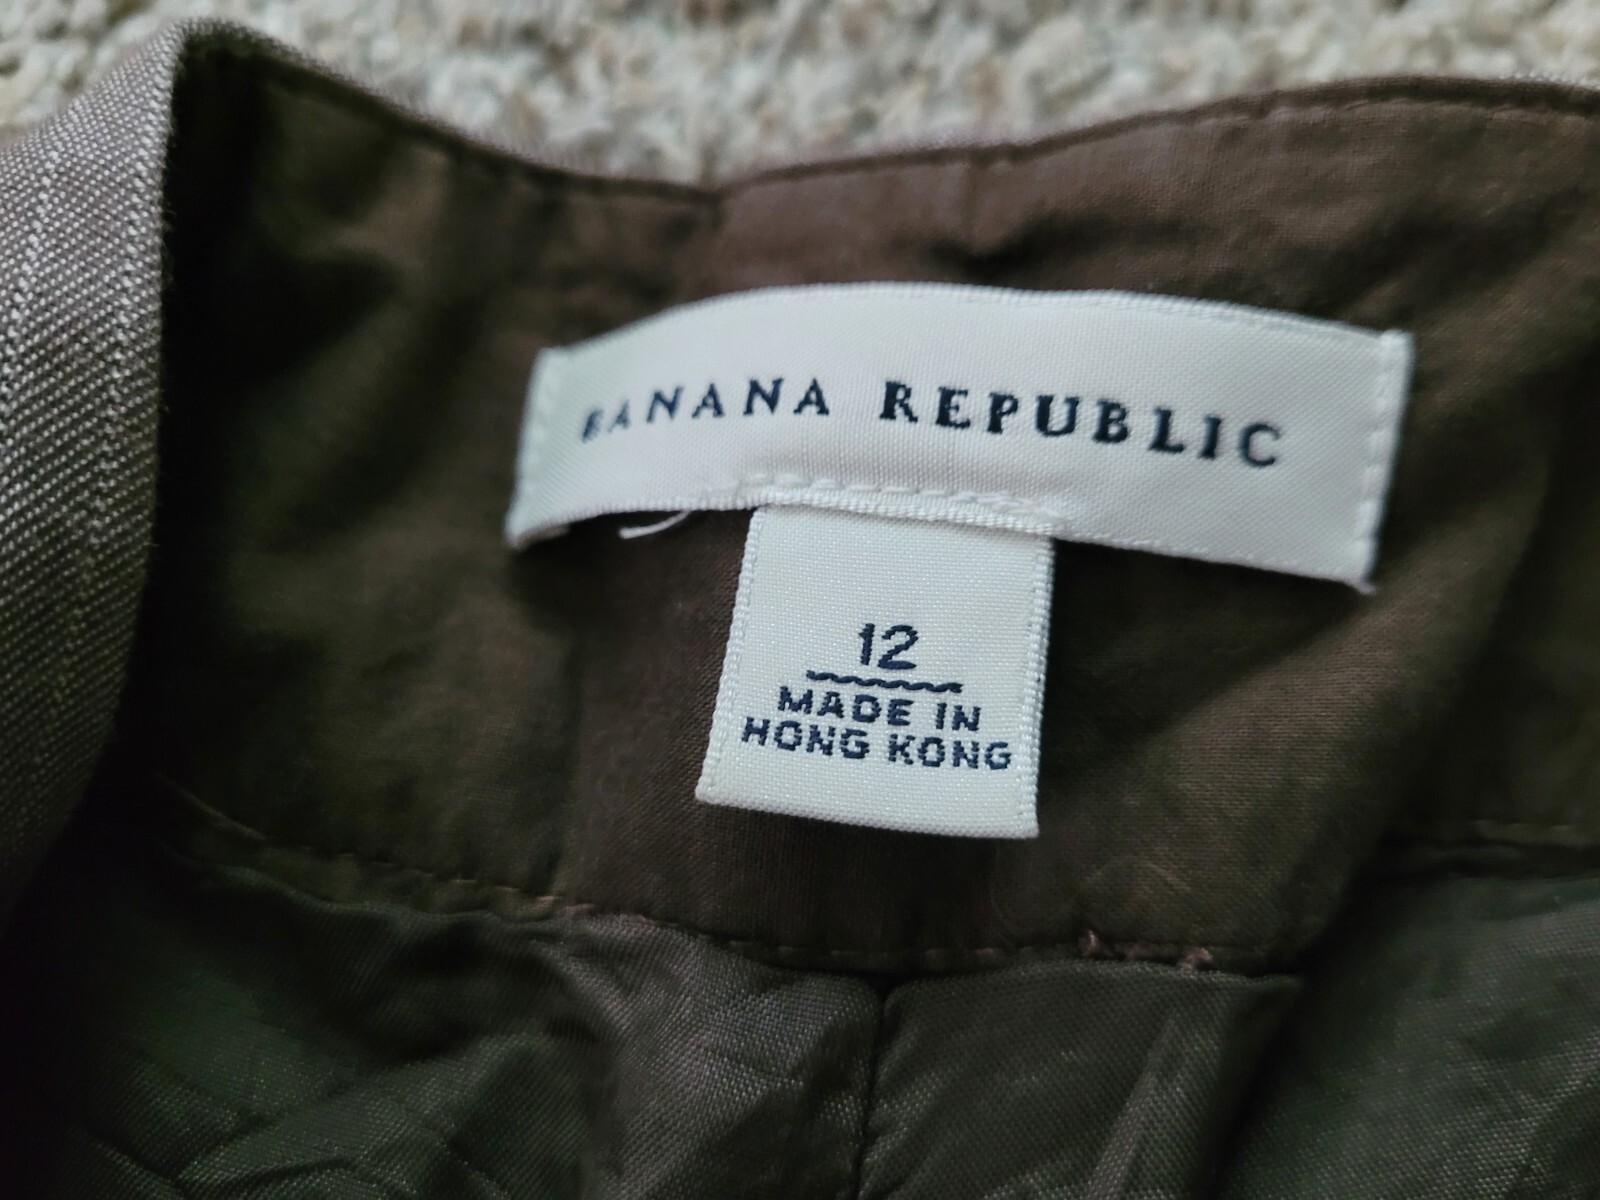 BANANA REPUBLIC
12
MADE IN
HONG KONG